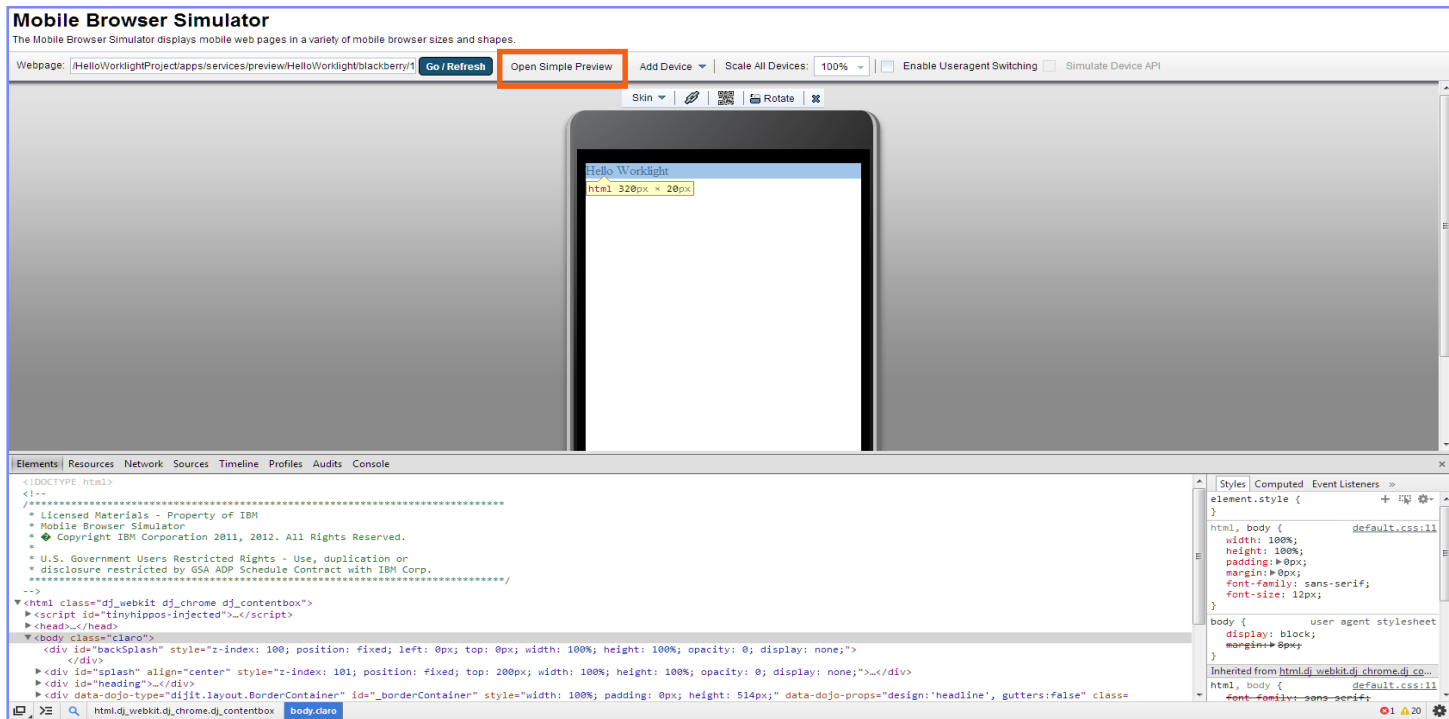 Mobile Browser Simulator
The Mobile Browser Simulator displays mobile web pages in a variety of mobile browser sizes and shapes.
Webpage: /HelloWorklightProject/apps/services/preview/HelloWorklight/blackberry/1 Go / Refresh Open Simple Preview Add Device Scale All Devices: 100% Enable Useragent Switching Simulate Device API
Skin Rotate
Hello Worklight
html 320px × 20px
Elements Resources Network Sources Timeline Profiles Audits Console
<!DOCTYPE html>
<!--
/*******************************************************************************
* Licensed Materials - Property of IBM
* Mobile Browser Simulator
* � Copyright IBM Corporation 2011, 2012. All Rights Reserved.
*
* U.S. Government Users Restricted Rights - Use, duplication or
* disclosure restricted by GSA ADP Schedule Contract with IBM Corp.
*******************************************************************************/
-->
▼<html class="dj_webkit dj_chrome dj_contentbox">
▶<script id="tinyhippos-injected">…</script>
▶<head>…</head>
▼<body class="claro">
<div id="backSplash" style="z-index: 100; position: fixed; left: 0px; top: 0px; width: 100%; height: 100%; opacity: 0; display: none;">
</div>
▶<div id="splash" align="center" style="z-index: 101; position: fixed; top: 200px; width: 100%; height: 100%; opacity: 0; display: none;">…</div>
▶<div id="heading">…</div>
▶<div data-dojo-type="dijit.layout.BorderContainer" id="_borderContainer" style="width: 100%; padding: 0px; height: 514px;" data-dojo-props="design:'headline', gutters:false" class=
html.dj_webkit.dj_chrome.dj_contentbox body.claro
Styles Computed Event Listeners »
element.style {
}
html, body { default.css:11
width: 100%;
height: 100%;
padding:▶0px;
margin:▶0px;
font-family: sans-serif;
font-size: 12px;
}
body { user agent stylesheet
display: block;
margin:▶8px;
}
Inherited from html.dj_webkit.dj_chrome.dj_co…
html, body { default.css:11
font-family: sans-serif;
1 20